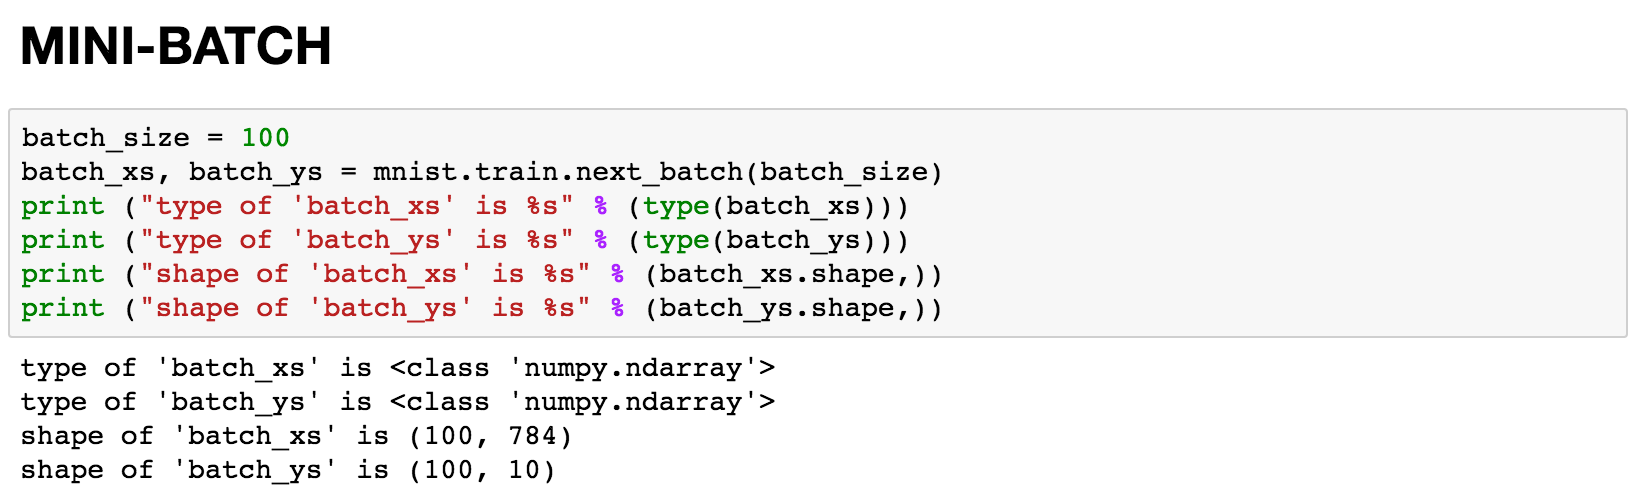 MINI-BATCH
batch_size = 100
batch_xs, batch_ys = mnist.train.next_batch(batch_size)
print ("type of 'batch_xs' is %s" % (type(batch_xs)))
print ("type of 'batch_ys' is %s" % (type(batch_ys)))
print ("shape of 'batch_xs' is %s" % (batch_xs.shape,))
print ("shape of 'batch_ys' is %s" % (batch_ys.shape,))
type of 'batch_xs' is <class 'numpy.ndarray'>
type of 'batch_ys' is <class 'numpy.ndarray'>
shape of 'batch_xs' is (100, 784)
shape of 'batch_ys' is (100, 10)